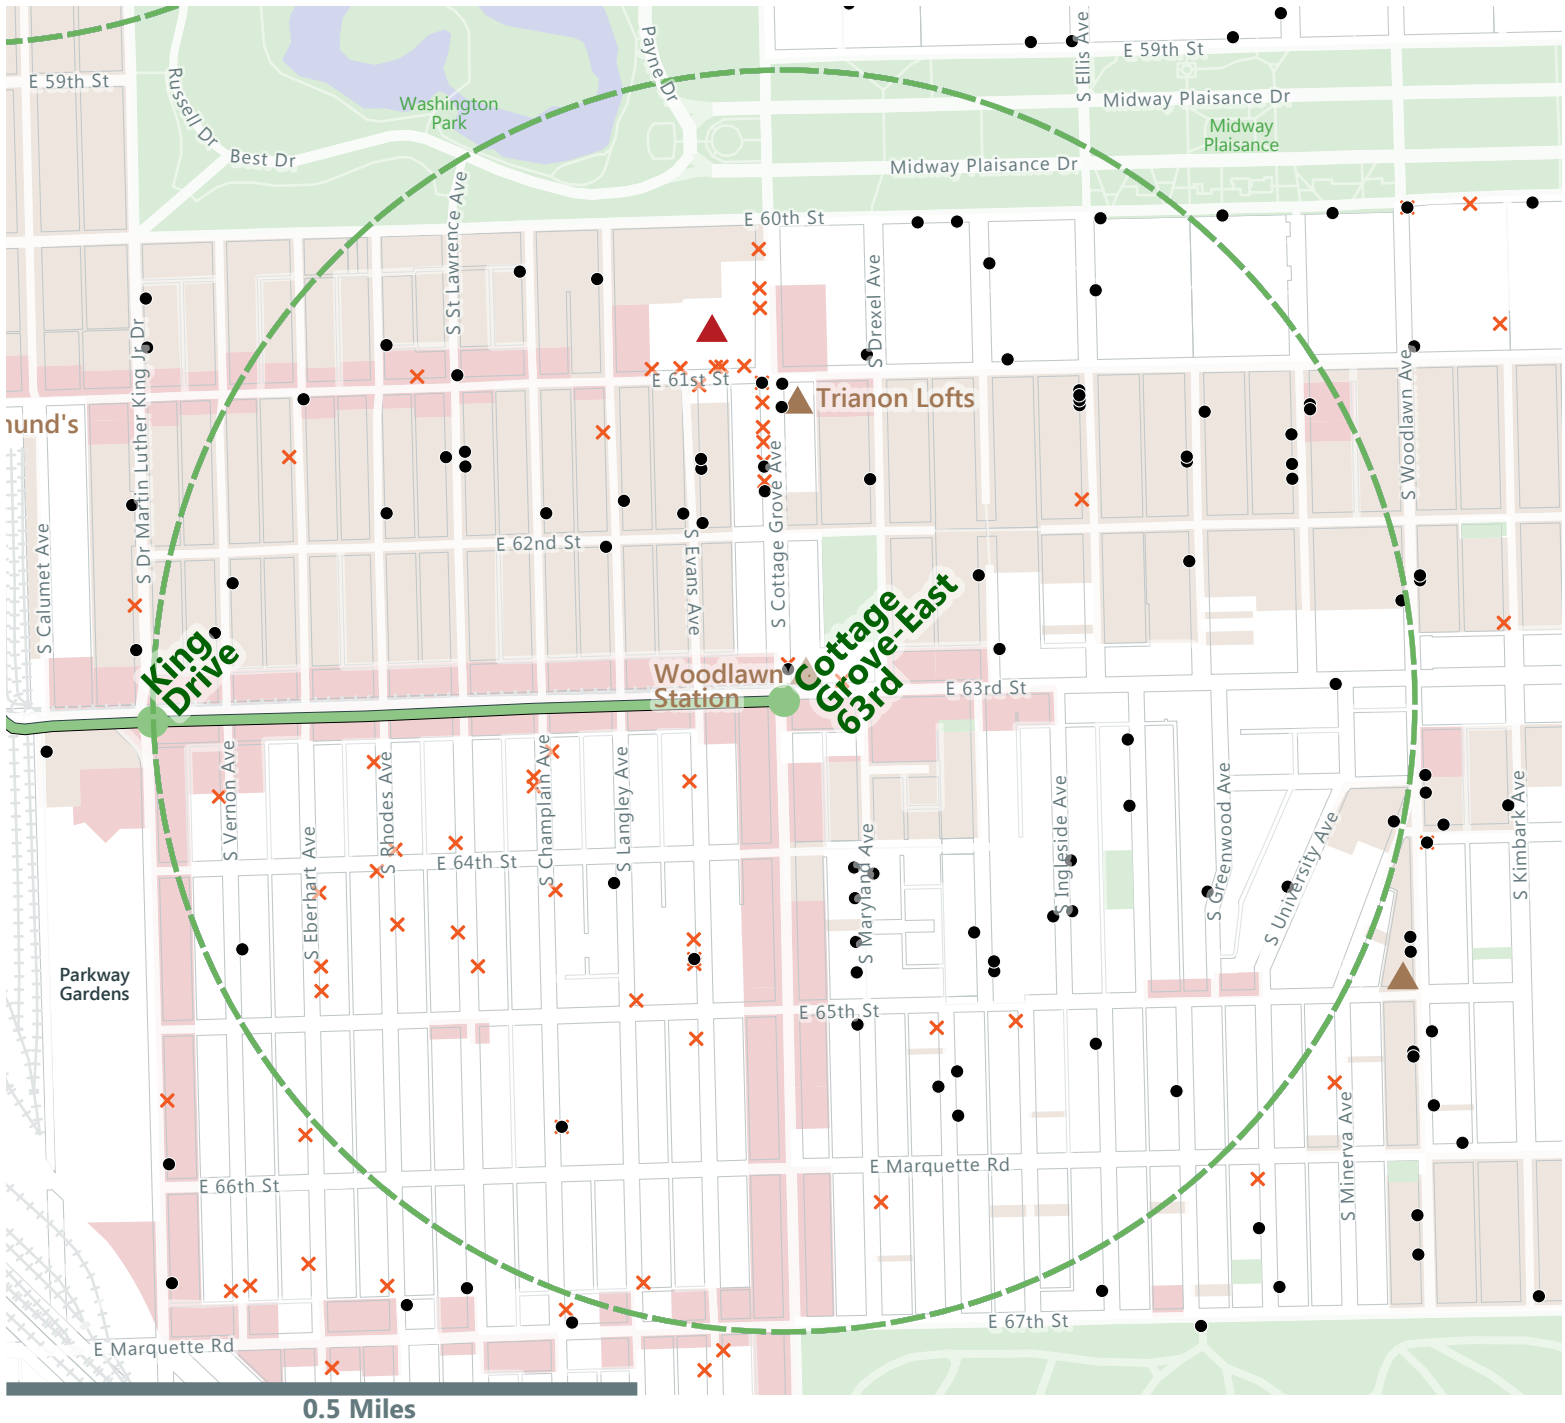 E 59th St
Russell Dr
Best Dr
Washington
Park
Payne Dr
S Ellis Ave
E 59th St
Midway Plaisance Dr
Midway
Plaisance
Midway Plaisance Dr
E 60th St
S St Lawrence Ave
S Drexel Ave
S Dr Martin Luther King Jr Dr
E 61st St
Trianon Lofts
S Woodlawn Ave
S Cottage Grove Ave
S Calumet Ave
E 62nd St
S Evans Ave
King
Drive
Woodlawn
Station
Cottage
Grove-East
63rd
E 63rd St
S Vernon Ave
S Rhodes Ave
S Champlain Ave
S Langley Ave
S Eberhart Ave
E 64th St
S Maryland Ave
S Ingleside Ave
S Greenwood Ave
S University Ave
S Kimbark Ave
Parkway
Gardens
E 65th St
S Minerva Ave
E Marquette Rd
E 66th St
E 67th St
E Marquette Rd
0.5 Miles